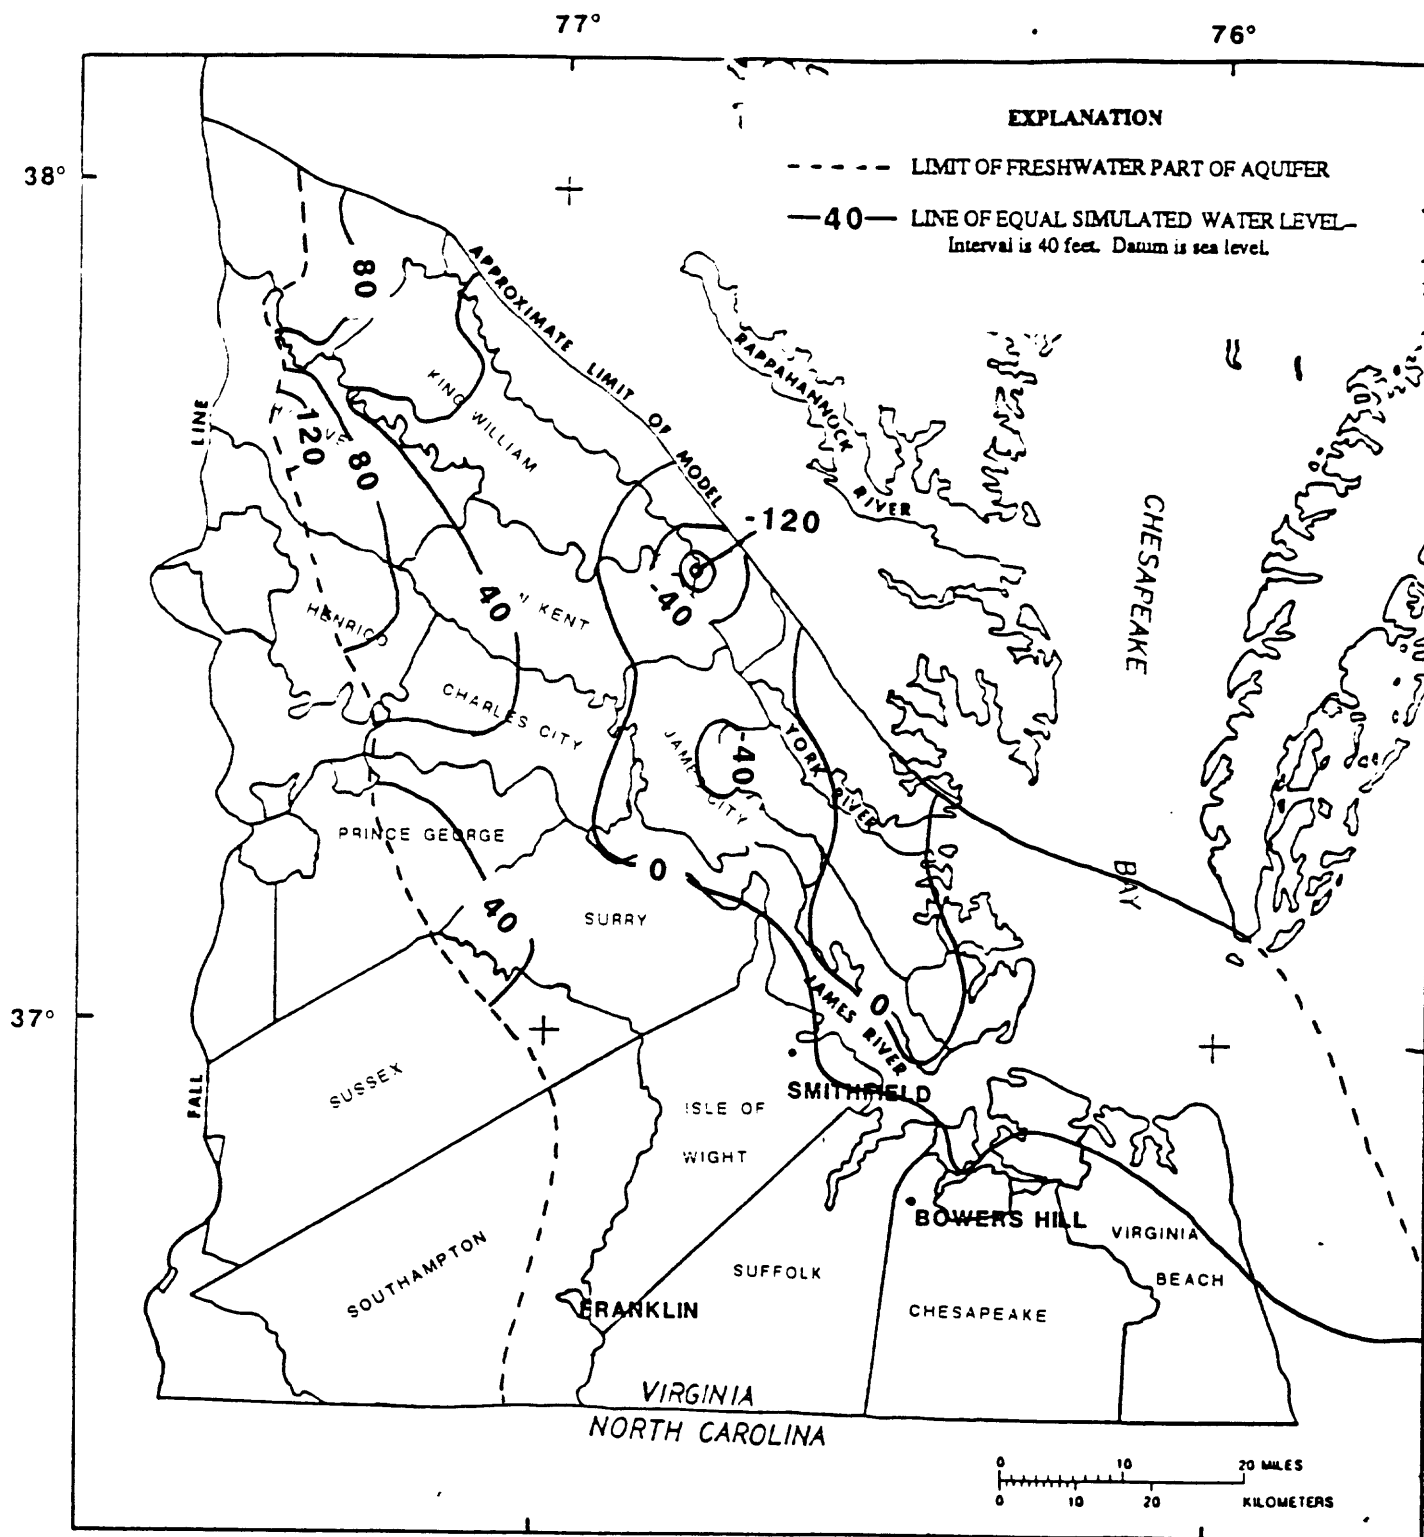 77°
76°
38°
37°
EXPLANATION
LIMIT OF FRESHWATER PART OF AQUIFER
40 LINE OF EQUAL SIMULATED WATER LEVEL
Interval is 40 feet. Datum is sea level.
APPROXIMATE LIMIT OF MODEL
RAPPAHANNOCK
RIVER
CHESAPEAKE
BAY
80
KING WILLIAM
120
80
LINE
-120
-40
40
KENT
HENRICO
CHARLES CITY
JAMES CITY
-40
YORK RIVER
PRINCE GEORGE
0
40
SURRY
JAMES RIVER
0
SUSSEX
FALL
SMITHFIELD
ISLE OF
WIGHT
BOWERS HILL
VIRGINIA
BEACH
SOUTHAMPTON
SUFFOLK
FRANKLIN
CHESAPEAKE
VIRGINIA
NORTH CAROLINA
0 10 20 MILES
0 10 20 KILOMETERS